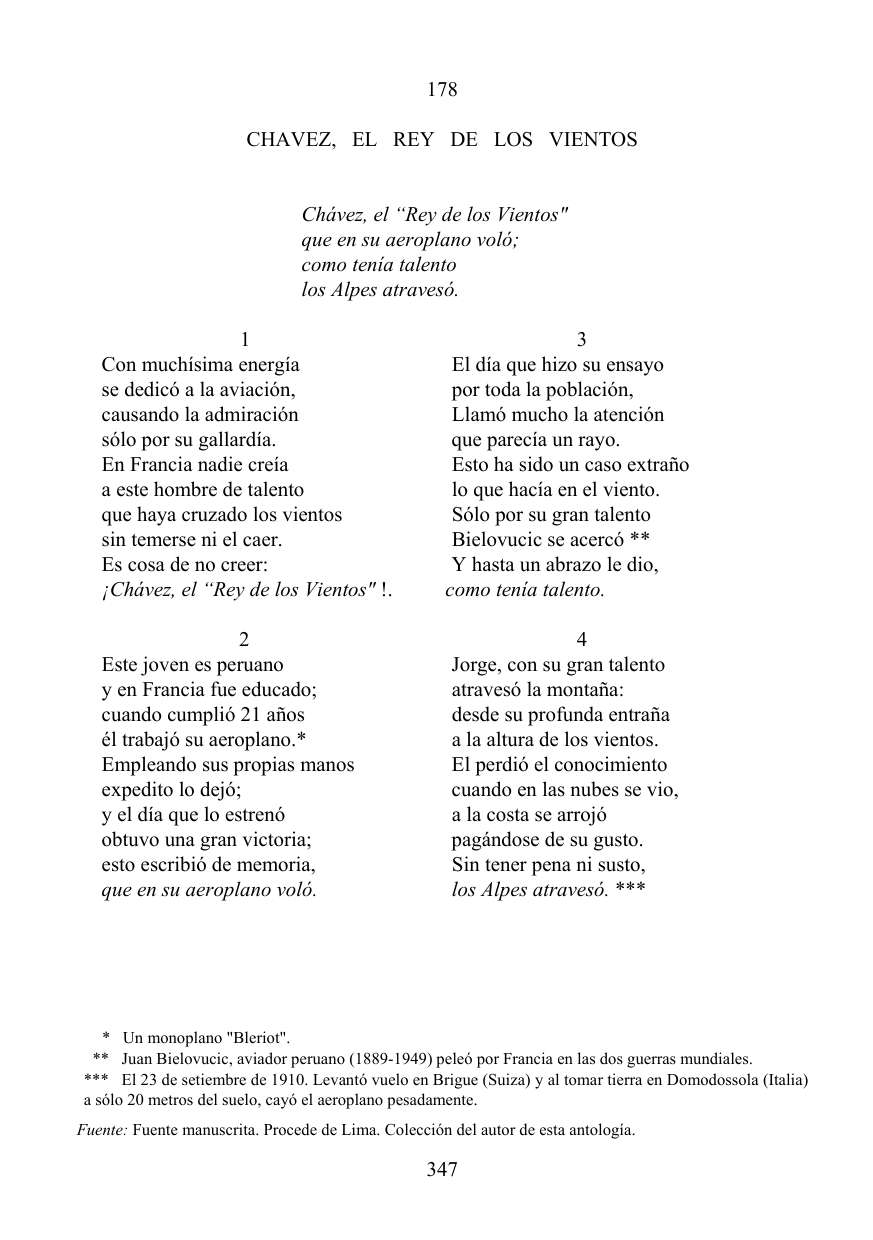 178
CHAVEZ, EL REY DE LOS VIENTOS
Chávez, el “Rey de los Vientos"
que en su aeroplano voló;
como tenía talento
los Alpes atravesó.
1
Con muchísima energía
se dedicó a la aviación,
causando la admiración
sólo por su gallardía.
En Francia nadie creía
a este hombre de talento
que haya cruzado los vientos
sin temerse ni el caer.
Es cosa de no creer:
¡Chávez, el “Rey de los Vientos" !.
2
Este joven es peruano
y en Francia fue educado;
cuando cumplió 21 años
él trabajó su aeroplano.*
Empleando sus propias manos
expedito lo dejó;
y el día que lo estrenó
obtuvo una gran victoria;
esto escribió de memoria,
que en su aeroplano voló.
3
El día que hizo su ensayo
por toda la población,
Llamó mucho la atención
que parecía un rayo.
Esto ha sido un caso extraño
lo que hacía en el viento.
Sólo por su gran talento
Bielovucic se acercó **
Y hasta un abrazo le dio,
como tenía talento.
4
Jorge, con su gran talento
atravesó la montaña:
desde su profunda entraña
a la altura de los vientos.
El perdió el conocimiento
cuando en las nubes se vio,
a la costa se arrojó
pagándose de su gusto.
Sin tener pena ni susto,
los Alpes atravesó. ***
* Un monoplano "Bleriot".
** Juan Bielovucic, aviador peruano (1889-1949) peleó por Francia en las dos guerras mundiales.
*** El 23 de setiembre de 1910. Levantó vuelo en Brigue (Suiza) y al tomar tierra en Domodossola (Italia)
a sólo 20 metros del suelo, cayó el aeroplano pesadamente.
Fuente: Fuente manuscrita. Procede de Lima. Colección del autor de esta antología.
347